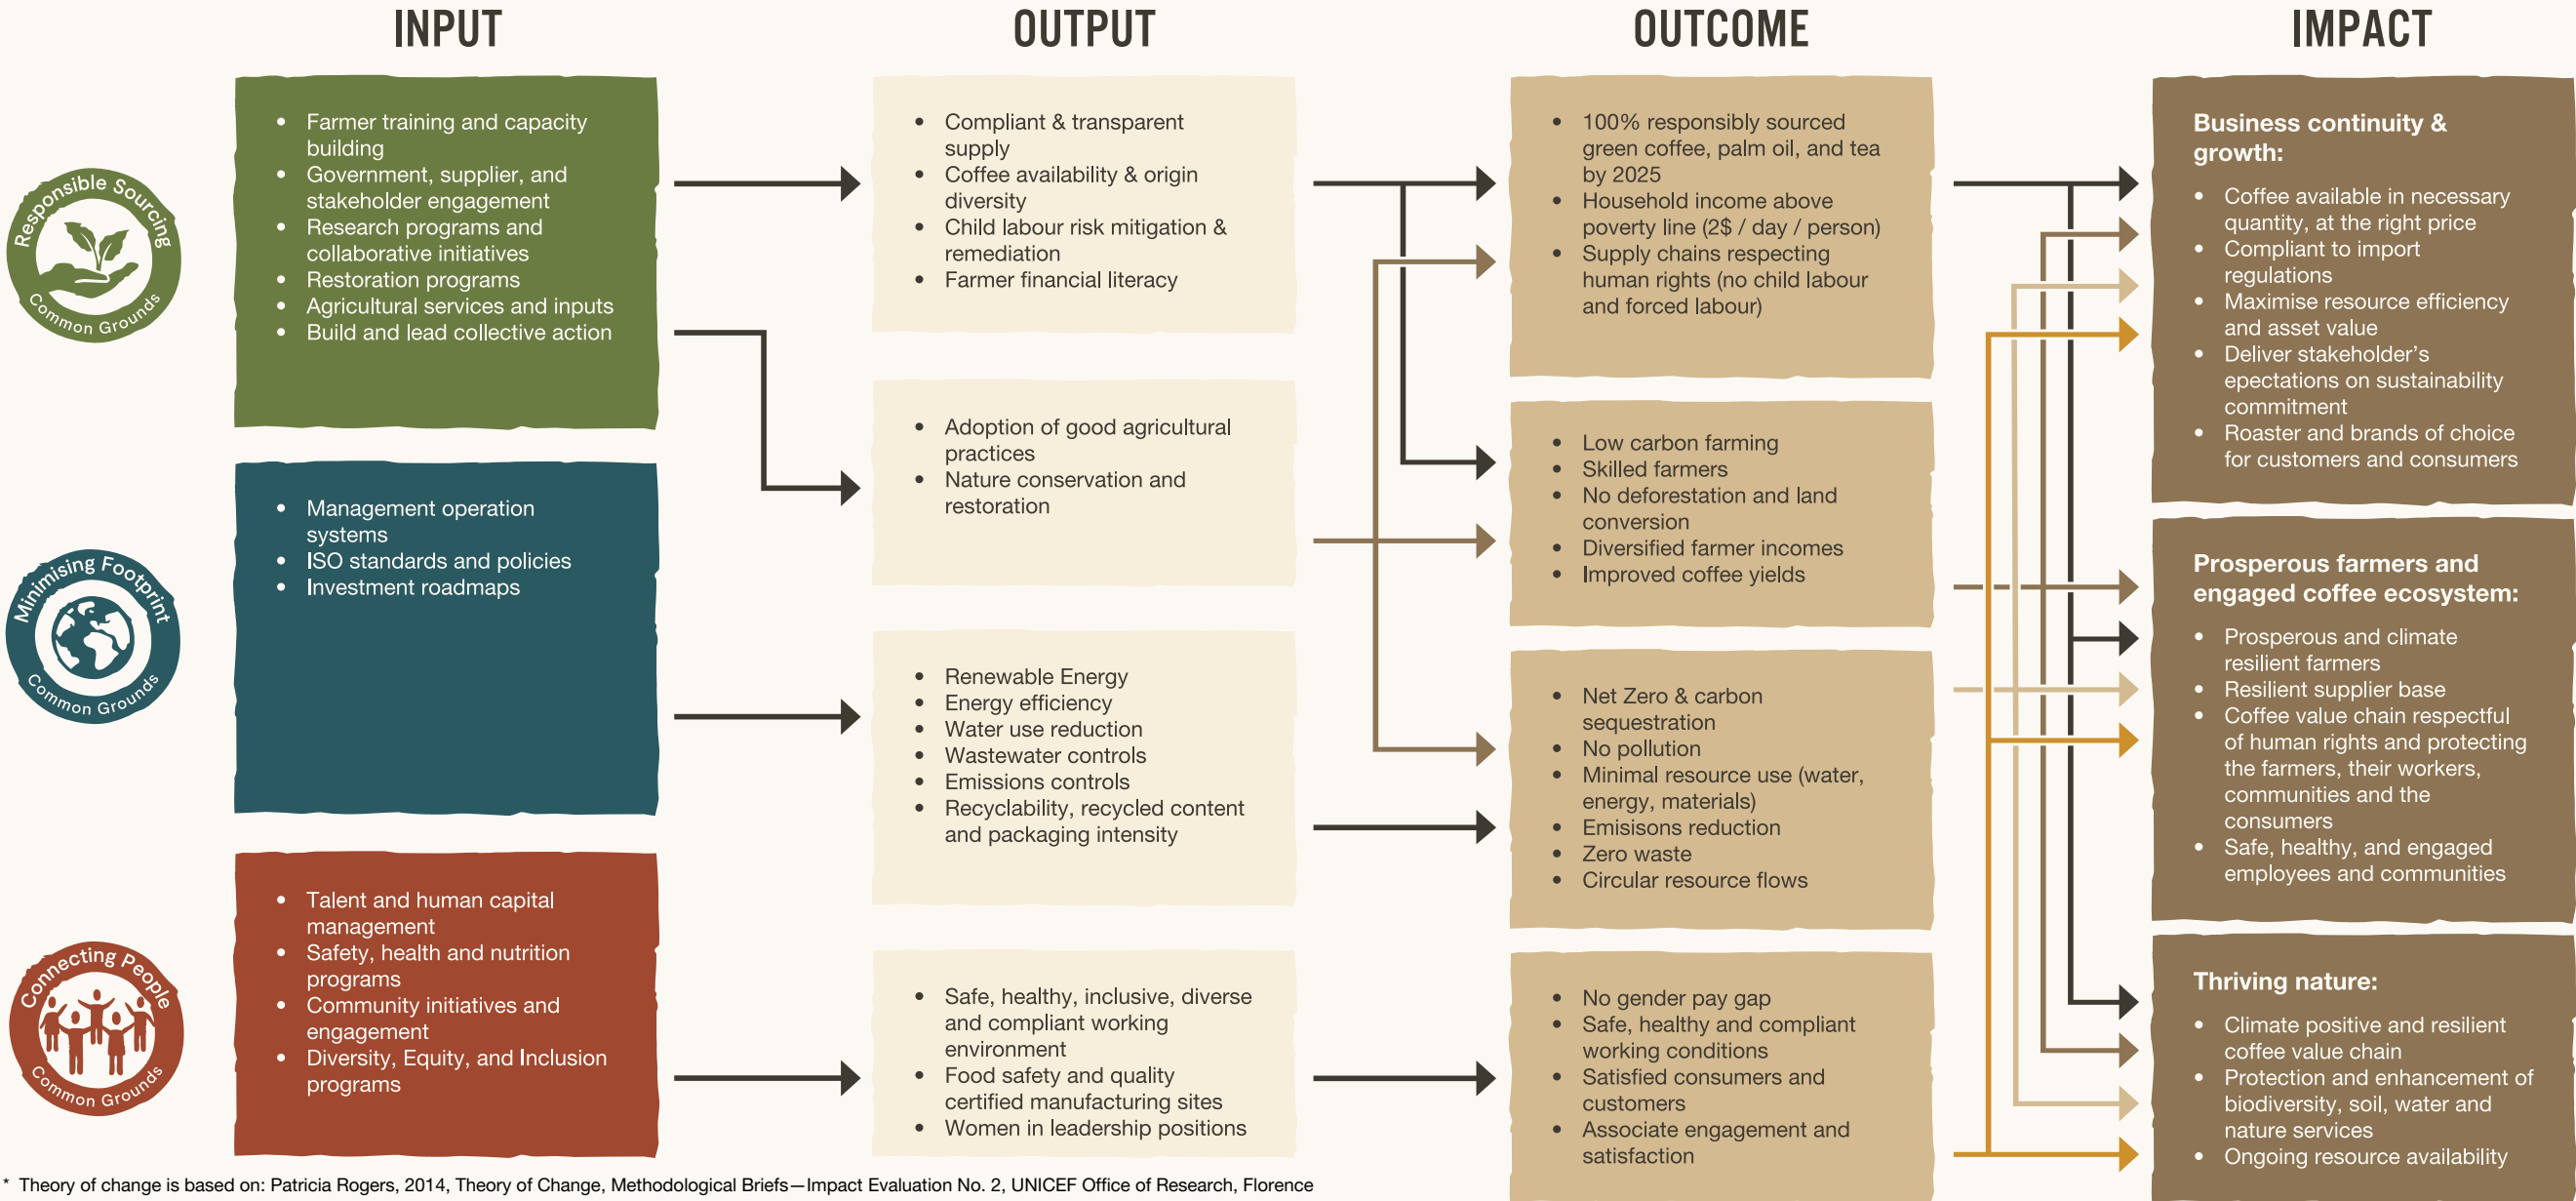 INPUT
OUTPUT
OUTCOME
IMPACT
Responsible Sourcing
Common Grounds
• Farmer training and capacity
building
• Government, supplier, and
stakeholder engagement
• Research programs and
collaborative initiatives
• Restoration programs
• Agricultural services and inputs
• Build and lead collective action
Minimising Footprint
Common Grounds
• Management operation
systems
• ISO standards and policies
• Investment roadmaps
Connecting People
Common Grounds
• Talent and human capital
management
• Safety, health and nutrition
programs
• Community initiatives and
engagement
• Diversity, Equity, and Inclusion
programs
• Compliant & transparent
supply
• Coffee availability & origin
diversity
• Child labour risk mitigation &
remediation
• Farmer financial literacy
• Adoption of good agricultural
practices
• Nature conservation and
restoration
• Renewable Energy
• Energy efficiency
• Water use reduction
• Wastewater controls
• Emissions controls
• Recyclability, recycled content
and packaging intensity
• Safe, healthy, inclusive, diverse
and compliant working
environment
• Food safety and quality
certified manufacturing sites
• Women in leadership positions
• 100% responsibly sourced
green coffee, palm oil, and tea
by 2025
• Household income above
poverty line (2$ / day / person)
• Supply chains respecting
human rights (no child labour
and forced labour)
• Low carbon farming
• Skilled farmers
• No deforestation and land
conversion
• Diversified farmer incomes
• Improved coffee yields
• Net Zero & carbon
sequestration
• No pollution
• Minimal resource use (water,
energy, materials)
• Emisisons reduction
• Zero waste
• Circular resource flows
• No gender pay gap
• Safe, healthy and compliant
working conditions
• Satisfied consumers and
customers
• Associate engagement and
satisfaction
Business continuity &
growth:
• Coffee available in necessary
quantity, at the right price
• Compliant to import
regulations
• Maximise resource efficiency
and asset value
• Deliver stakeholder's
epectations on sustainability
commitment
• Roaster and brands of choice
for customers and consumers
Prosperous farmers and
engaged coffee ecosystem:
• Prosperous and climate
resilient farmers
• Resilient supplier base
• Coffee value chain respectful
of human rights and protecting
the farmers, their workers,
communities and the
consumers
• Safe, healthy, and engaged
employees and communities
Thriving nature:
• Climate positive and resilient
coffee value chain
• Protection and enhancement of
biodiversity, soil, water and
nature services
• Ongoing resource availability
* Theory of change is based on: Patricia Rogers, 2014, Theory of Change, Methodological Briefs—Impact Evaluation No. 2, UNICEF Office of Research, Florence